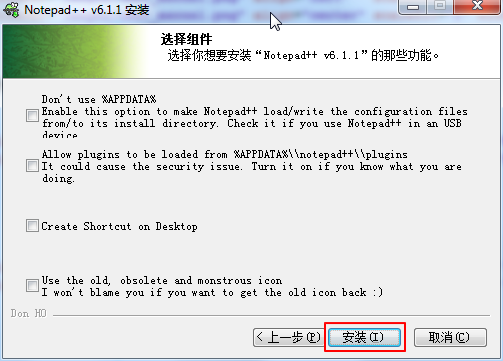 Notepad++ v6.1.1 安装
选择组件
选择你想要安装“Notepad++ v6.1.1”的那些功能。
Don't use %APPDATA%
Enable this option to make Notepad++ load/write the configuration files
from/to its install directory. Check it if you use Notepad++ in an USB
device.
Allow plugins to be loaded from %APPDATA%\\notepad++\\plugins
It could cause the security issue. Turn it on if you know what you are
doing.
Create Shortcut on Desktop
Use the old, obsolete and monstrous icon
I won't blame you if you want to get the old icon back :)
Don HO
< 上一步(P)
安装(I)
取消(C)